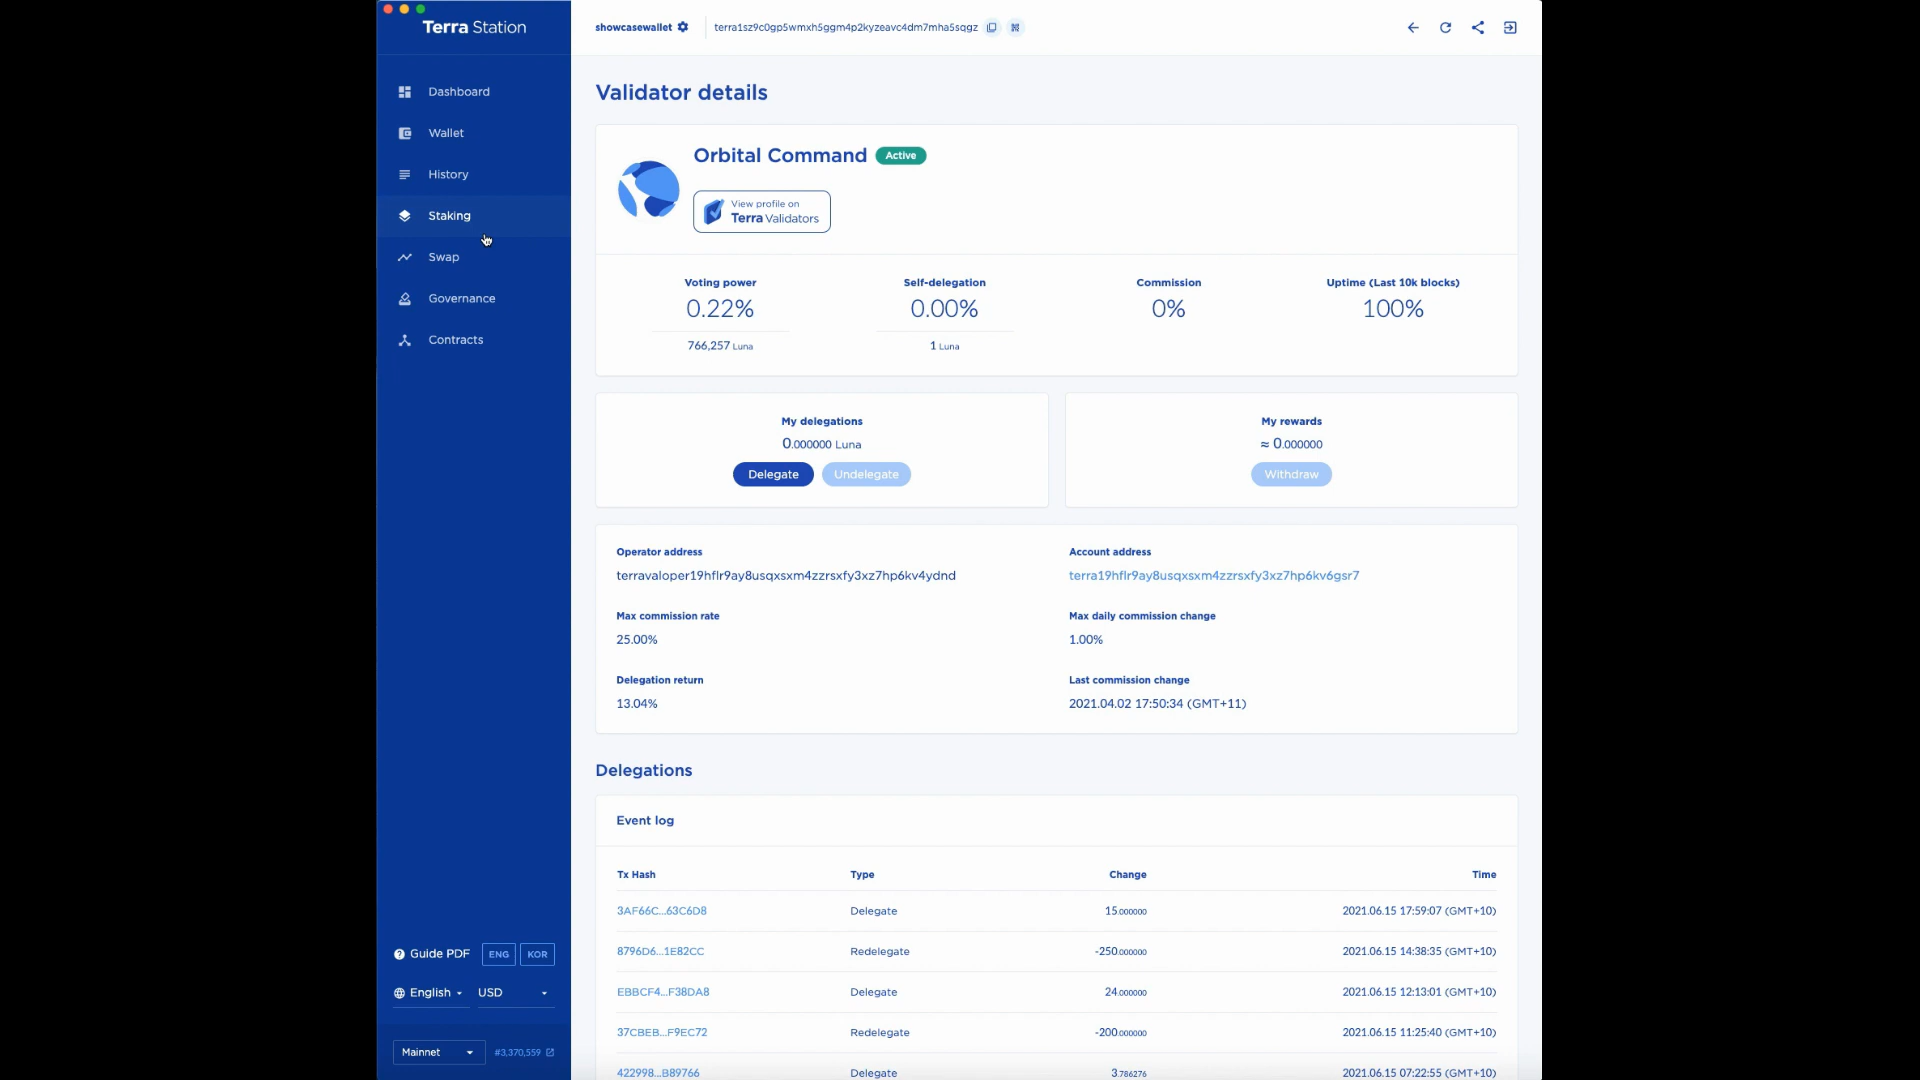 Terra Station
showcasewallet
terra1sz9c0gp5wmxh5ggm4p2kyzeavc4dm7mha5sqgz
Dashboard
Wallet
History
Staking
Swap
Governance
Contracts
Guide PDF ENG KOR
English USD
Mainnet #3,370,559
Validator details
Orbital Command Active
View profile on
Terra Validators
Voting power Self-delegation Commission Uptime (Last 10k blocks)
0.22% 0.00% 0% 100%
766,257 Luna 1 Luna
My delegations
0.000000 Luna
Delegate Undelegate
My rewards
≈ 0.000000
Withdraw
Operator address
terravaloper19hflr9ay8usqxsxm4zzrsxfy3xz7hp6kv4ydnd
Account address
terra19hflr9ay8usqxsxm4zzrsxfy3xz7hp6kv6gsr7
Max commission rate
25.00%
Max daily commission change
1.00%
Delegation return
13.04%
Last commission change
2021.04.02 17:50:34 (GMT+11)
Delegations
Event log
Tx Hash Type Change Time
3AF66C...63C6D8 Delegate 15.000000 2021.06.15 17:59:07 (GMT+10)
8796D6...1E82CC Redelegate -250.000000 2021.06.15 14:38:35 (GMT+10)
EBBCF4...F38DA8 Delegate 24.000000 2021.06.15 12:13:01 (GMT+10)
37CBEB...F9EC72 Redelegate -200.000000 2021.06.15 11:25:40 (GMT+10)
422998...B89766 Delegate 3.786276 2021.06.15 07:22:55 (GMT+10)